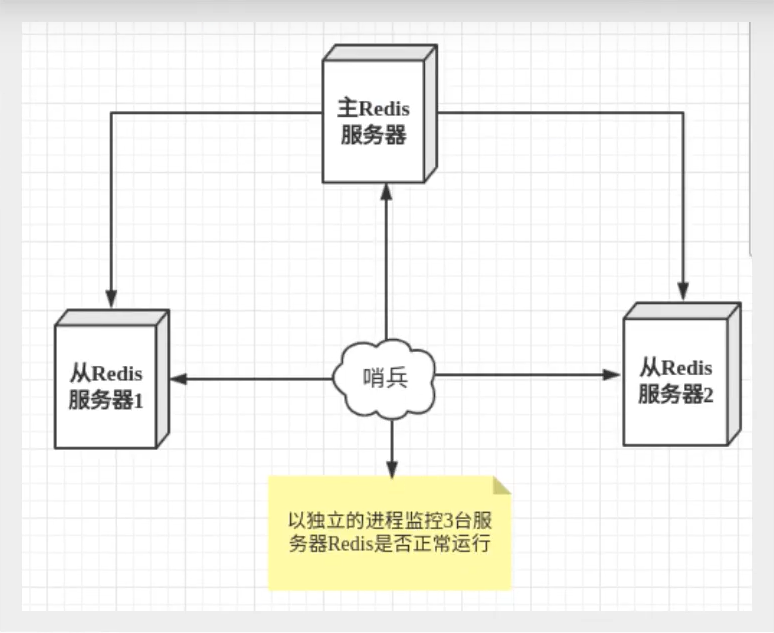 主Redis
服务器
从Redis
服务器1
哨兵
从Redis
服务器2
以独立的进程监控3台服
务器Redis是否正常运行